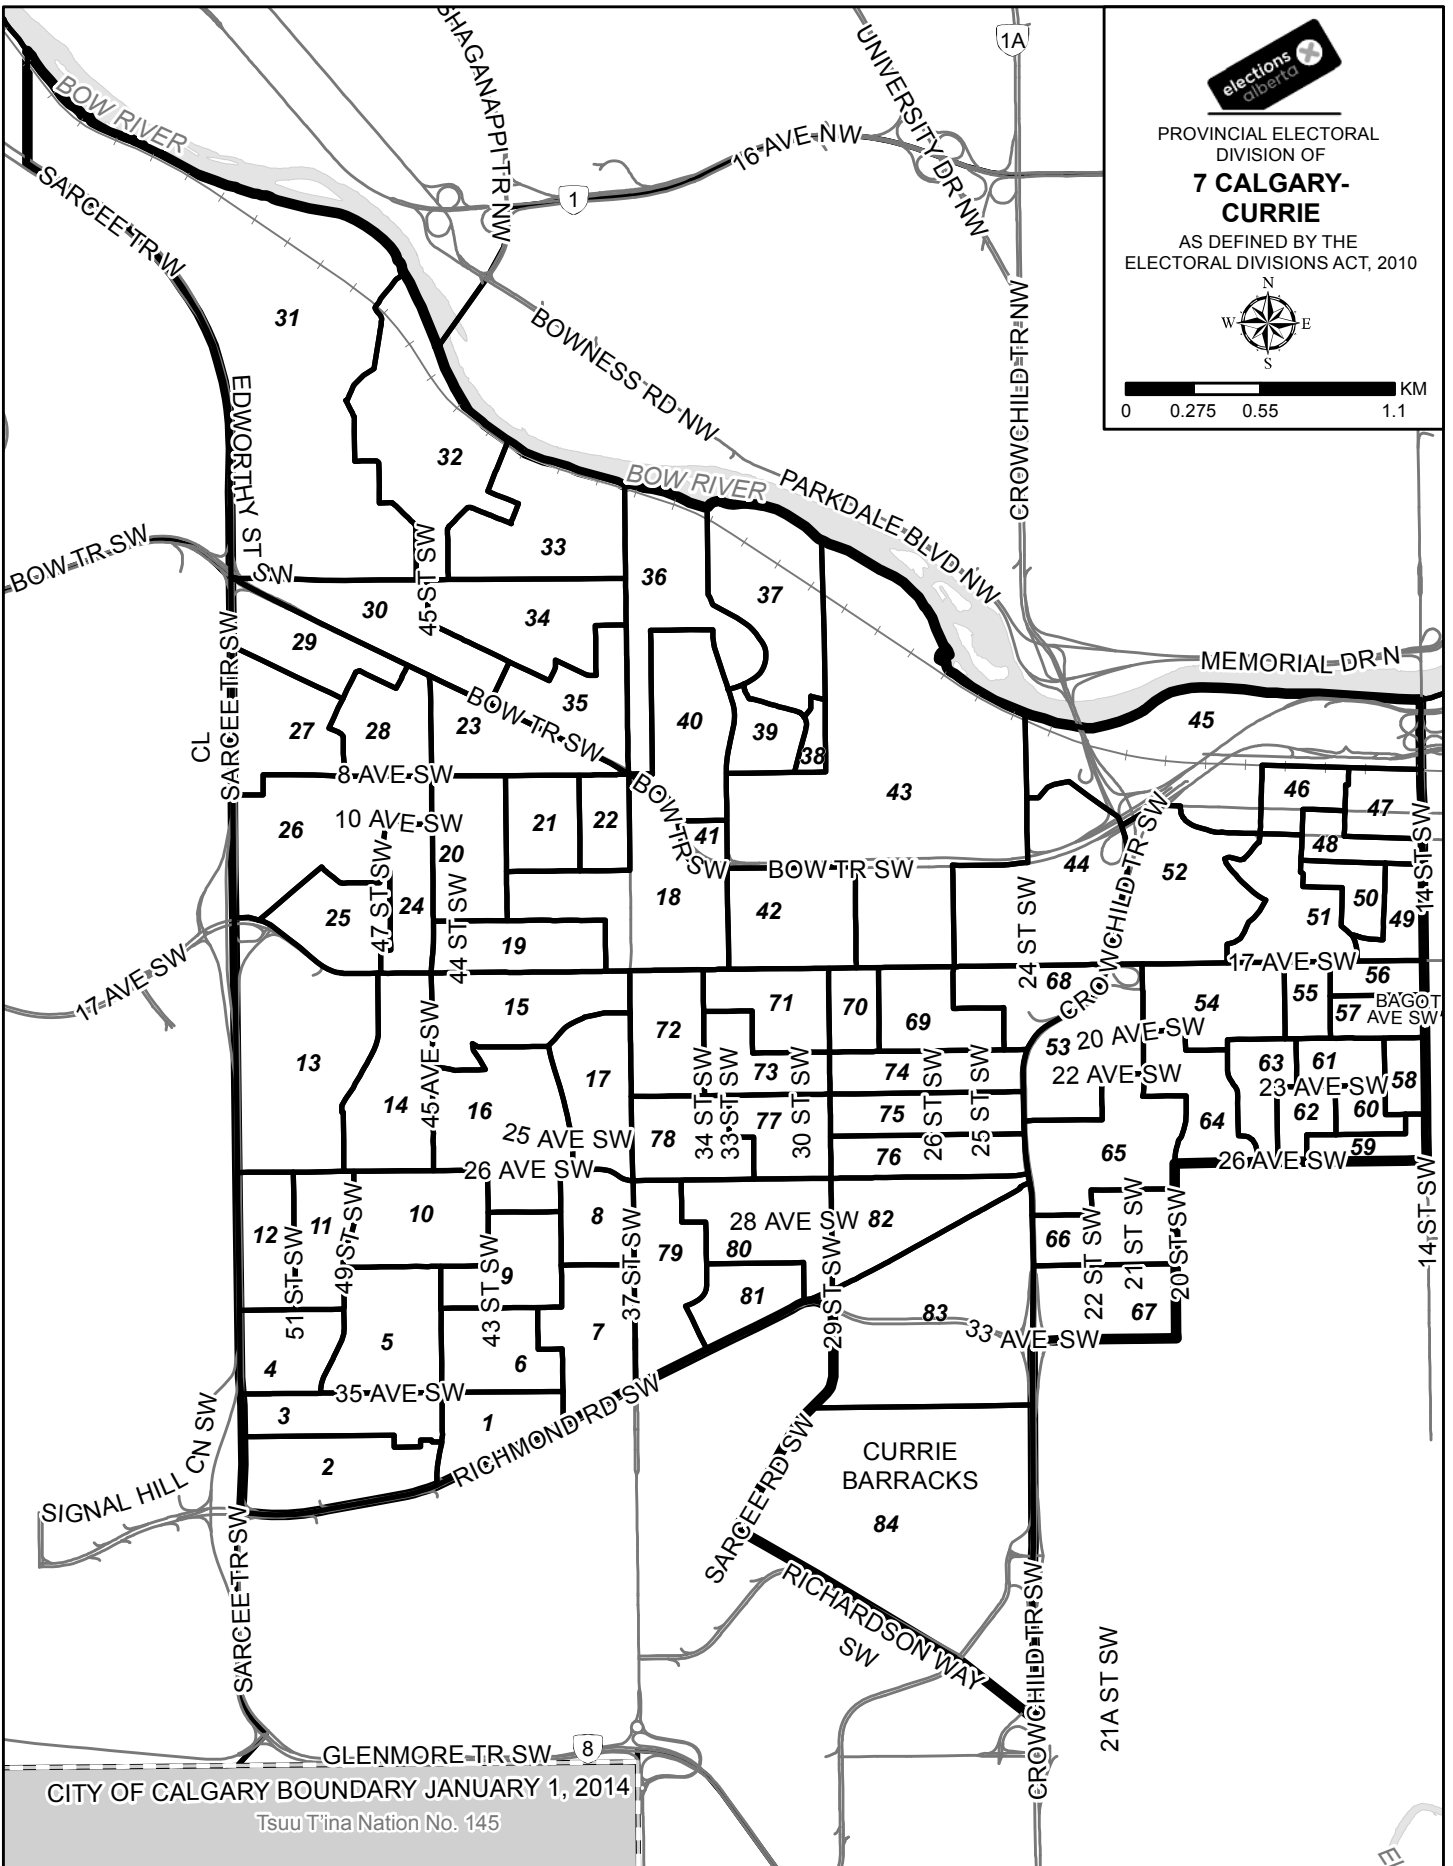 SHAGANAPPI TR NW
UNIVERSITY DR NW
1A
elections
alberta
PROVINCIAL ELECTORAL
DIVISION OF
7 CALGARY-
CURRIE
AS DEFINED BY THE
ELECTORAL DIVISIONS ACT, 2010
N
W
E
S
KM
0
0.275
0.55
1.1
BOW RIVER
16 AVE NW
1
SARCEE TR W
31
BOWNESS RD NW
CROWCHILD TR NW
EDWORTHY ST
SW
32
BOW RIVER
PARKDALE BLVD NW
BOW TR SW
33
45 ST SW
36
37
30
34
29
SARCEE TR SW
CL
MEMORIAL DR N
27
28
23
BOW TR SW
35
40
39
38
45
8 AVE SW
43
26
10 AVE SW
21
22
BOW TR SW
41
46
47
48
20
47 ST SW
24
25
44 ST SW
18
BOW TR SW
42
44
24 ST SW
CROWCHILD TR SW
52
50
51
49
14 ST SW
19
17 AVE SW
17 AVE SW
68
56
13
15
45 AVE SW
72
71
70
69
54
55
57
BAGOT
AVE SW
53
20 AVE SW
22 AVE SW
63
61
23 AVE SW
58
14
16
17
34 ST SW
33 ST SW
73
30 ST SW
74
26 ST SW
25 ST SW
75
77
64
62
60
25 AVE SW
78
76
65
59
26 AVE SW
26 AVE SW
12
11
51 ST SW
49 ST SW
10
8
79
28 AVE SW
82
80
66
22 ST SW
21 ST SW
20 ST SW
14 ST SW
43 ST SW
9
37 ST SW
81
29 ST SW
83
33 AVE SW
67
7
5
6
4
35 AVE SW
3
1
RICHMOND RD SW
2
SIGNAL HILL CN SW
SARCEE RD SW
CURRIE
BARRACKS
84
SARCEE TR SW
RICHARDSON WAY
SW
CROWCHILD TR SW
21A ST SW
GLENMORE TR SW
8
CITY OF CALGARY BOUNDARY JANUARY 1, 2014
Tsuu T'ina Nation No. 145